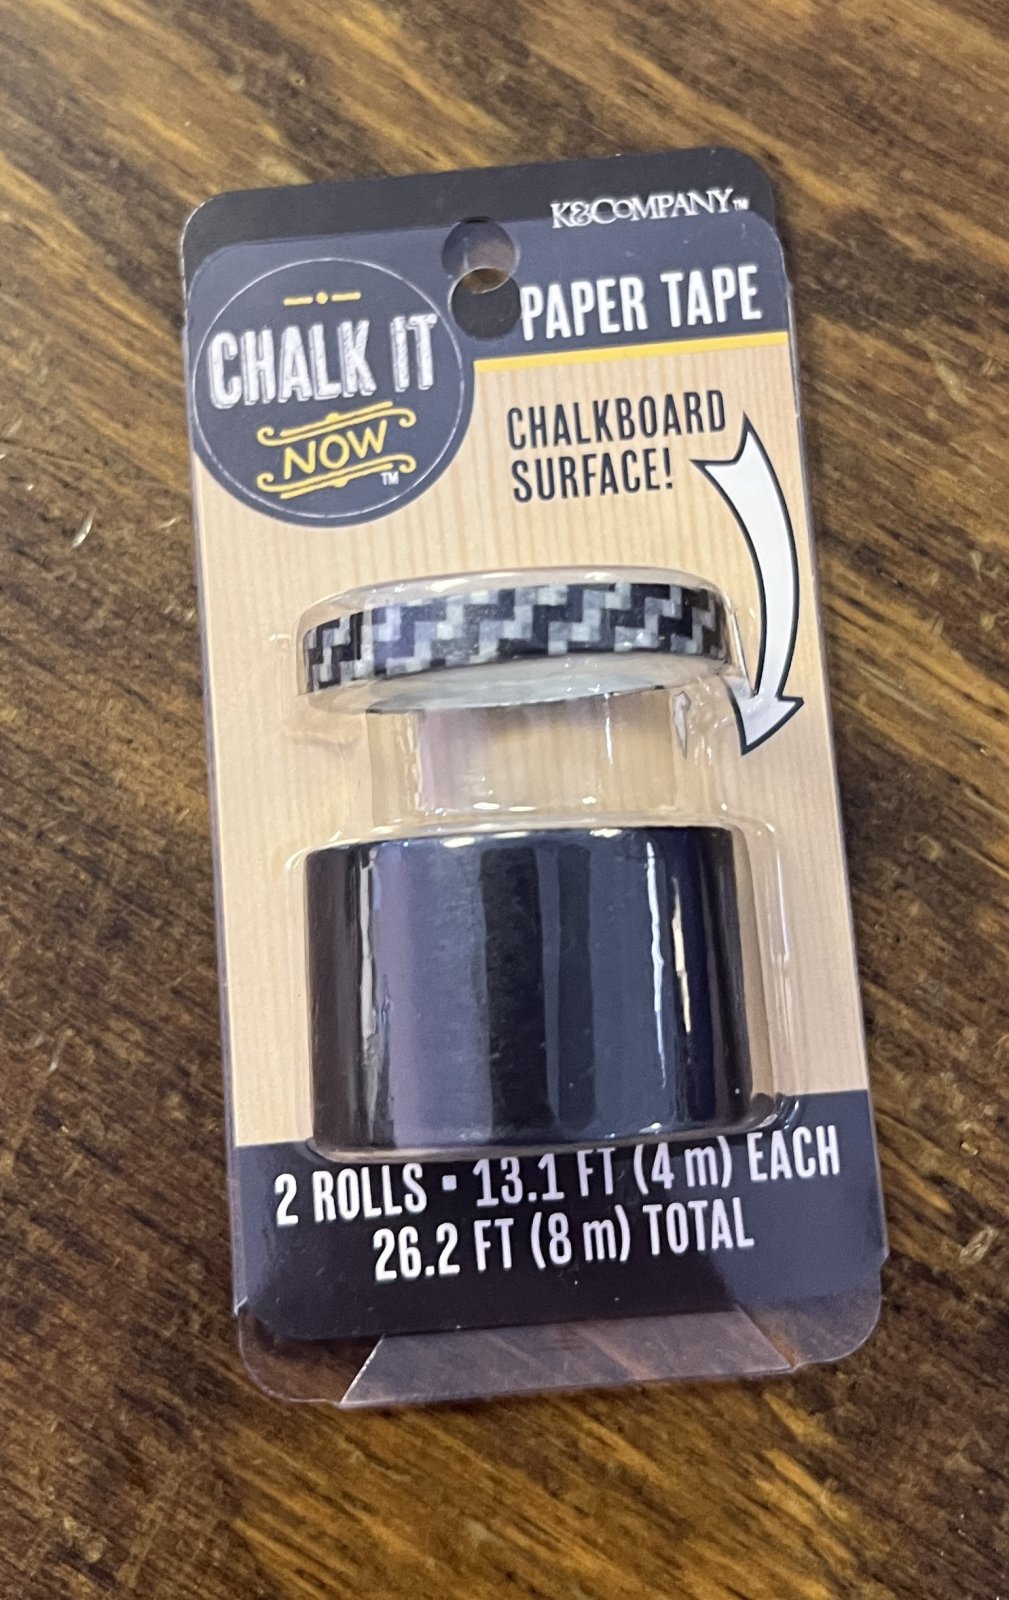 K&COMPANY™
CHALK IT
NOW™
PAPER TAPE
CHALKBOARD
SURFACE!
2 ROLLS ▪ 13.1 FT (4 m) EACH
26.2 FT (8 m) TOTAL